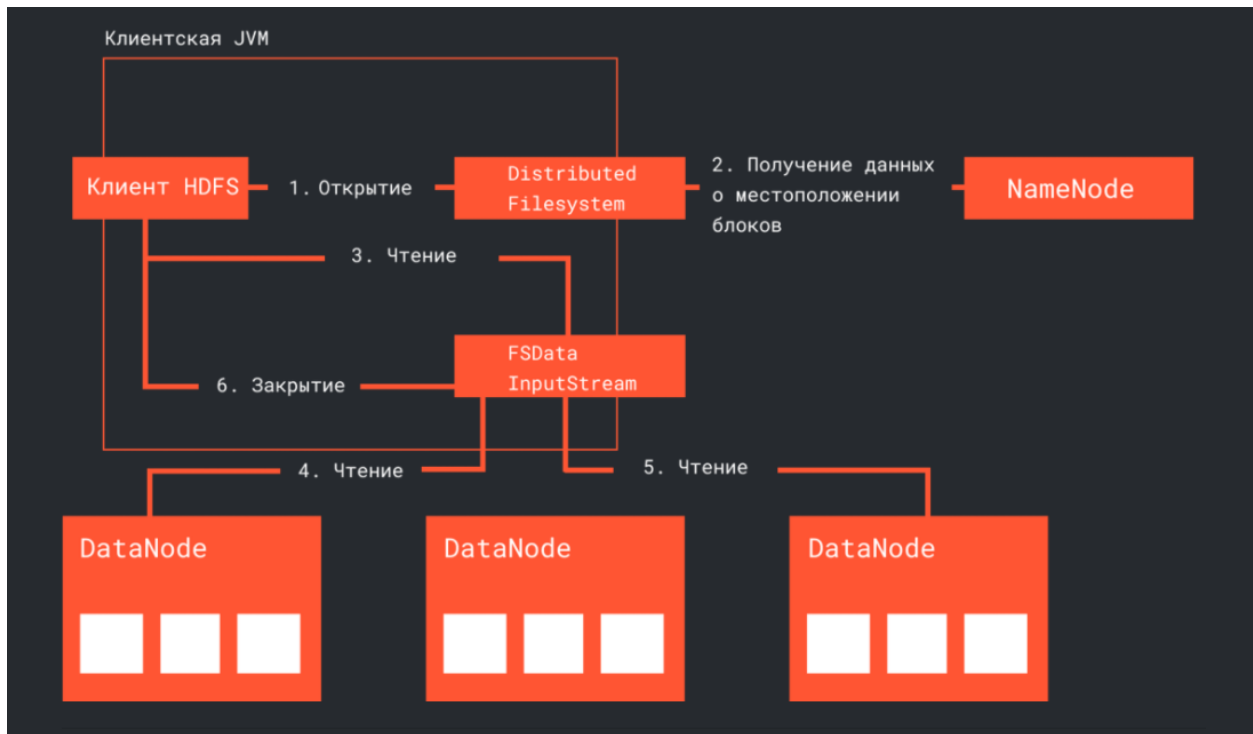 Клиентская JVM
Клиент HDFS
1. Открытие
Distributed
Filesystem
2. Получение данных
о местоположении
блоков
NameNode
3. Чтение
FSData
InputStream
6. Закрытие
4. Чтение
5. Чтение
DataNode
DataNode
DataNode